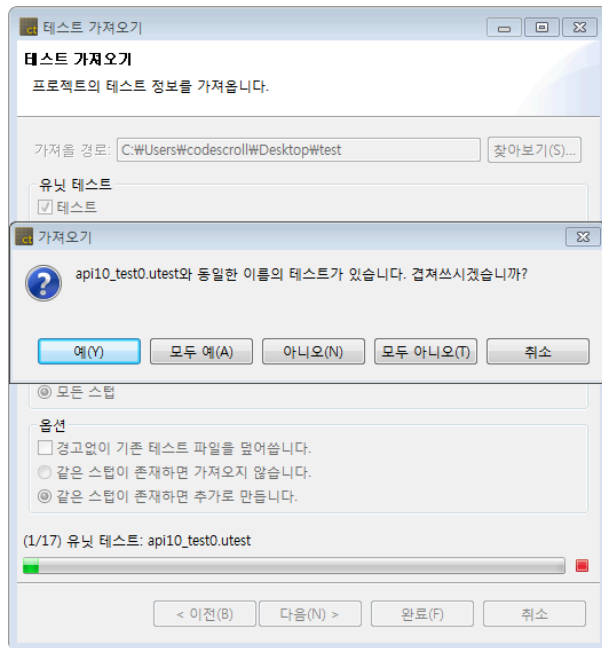 ct 테스트 가져오기
테스트 가져오기
프로젝트의 테스트 정보를 가져옵니다.
가져올 경로: C:￦Users￦codescroll￦Desktop￦test 찾아보기(S)...
유닛 테스트
테스트
ct 가져오기
api10_test0.utest와 동일한 이름의 테스트가 있습니다. 겹쳐쓰시겠습니까?
예(Y) 모두 예(A) 아니오(N) 모두 아니오(T) 취소
모든 스텁
옵션
경고없이 기존 테스트 파일을 덮어씁니다.
같은 스텁이 존재하면 가져오지 않습니다.
같은 스텁이 존재하면 추가로 만듭니다.
(1/17) 유닛 테스트: api10_test0.utest
< 이전(B) 다음(N) > 완료(F) 취소